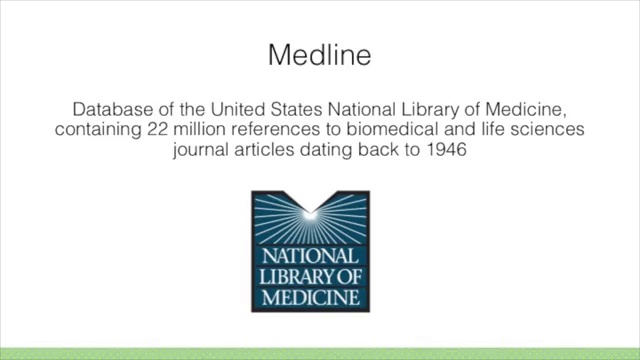 Medline
Database of the United States National Library of Medicine,
containing 22 million references to biomedical and life sciences
journal articles dating back to 1946
NATIONAL
LIBRARY OF
MEDICINE